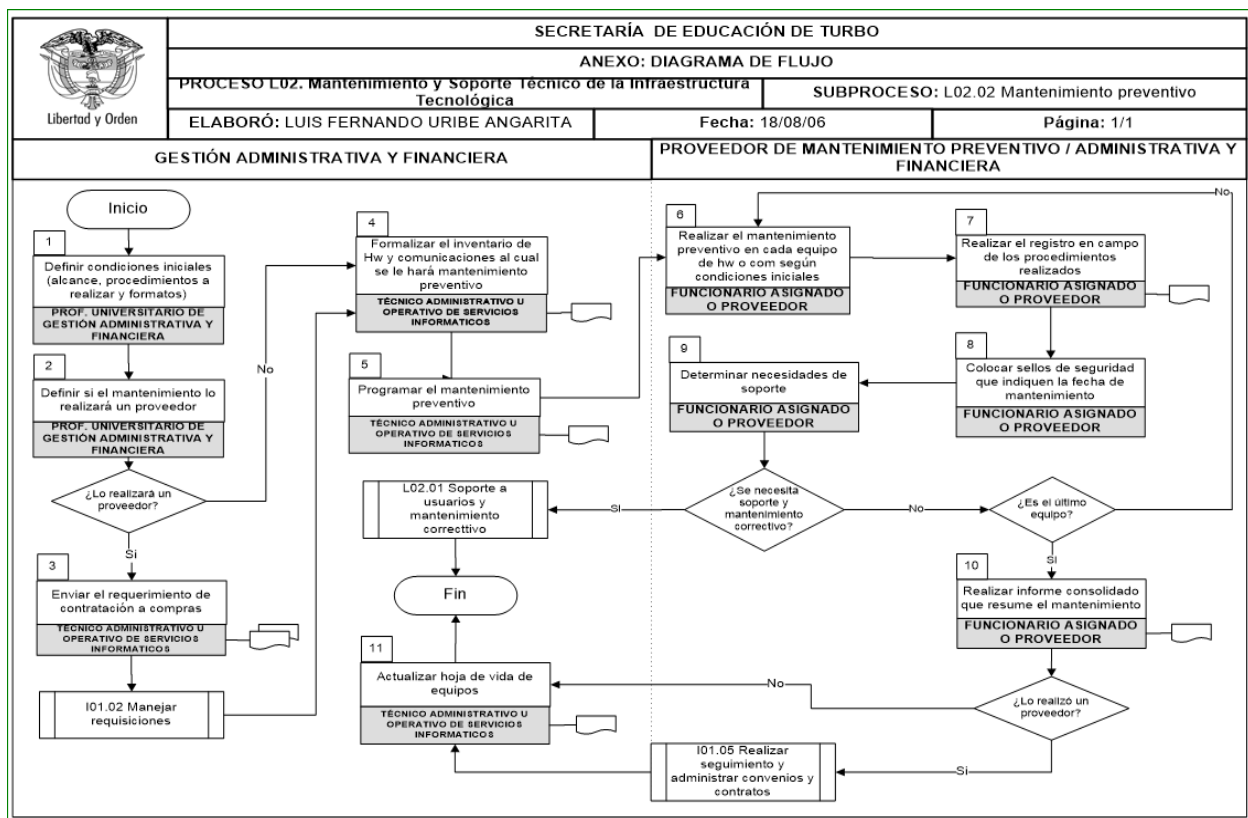 SECRETARÍA DE EDUCACIÓN DE TURBO
ANEXO: DIAGRAMA DE FLUJO
PROCESO L02. Mantenimiento y Soporte Técnico de la Infraestructura
Tecnológica
SUBPROCESO: L02.02 Mantenimiento preventivo
Libertad y Orden
ELABORÓ: LUIS FERNANDO URIBE ANGARITA
Fecha: 18/08/06
Página: 1/1
GESTIÓN ADMINISTRATIVA Y FINANCIERA
PROVEEDOR DE MANTENIMIENTO PREVENTIVO / ADMINISTRATIVA Y
FINANCIERA
Inicio
1
Definir condiciones iniciales
(alcance, procedimientos a
realizar y formatos)
PROF. UNIVERSITARIO DE
GESTIÓN ADMINISTRATIVA Y
FINANCIERA
2
Definir si el mantenimiento lo
realizará un proveedor
PROF. UNIVERSITARIO DE
GESTIÓN ADMINISTRATIVA Y
FINANCIERA
¿Lo realizará un
proveedor?
No
Si
3
Enviar el requerimiento de
contratación a compras
TÉCNICO ADMINISTRATIVO U
OPERATIVO DE SERVICIOS
INFORMATICOS
I01.02 Manejar
requisiciones
4
Formalizar el inventario de
Hw y comunicaciones al cual
se le hará mantenimiento
preventivo
TÉCNICO ADMINISTRATIVO U
OPERATIVO DE SERVICIOS
INFORMATICOS
5
Programar el mantenimiento
preventivo
TÉCNICO ADMINISTRATIVO U
OPERATIVO DE SERVICIOS
INFORMATICOS
L02.01 Soporte a
usuarios y
mantenimiento
correcttivo
Fin
11
Actualizar hoja de vida de
equipos
TÉCNICO ADMINISTRATIVO U
OPERATIVO DE SERVICIOS
INFORMATICOS
6
Realizar el mantenimiento
preventivo en cada equipo
de hw o com según
condiciones iniciales
FUNCIONARIO ASIGNADO
O PROVEEDOR
No
7
Realizar el registro en campo
de los procedimientos
realizados
FUNCIONARIO ASIGNADO
O PROVEEDOR
8
Colocar sellos de seguridad
que indiquen la fecha de
mantenimiento
FUNCIONARIO ASIGNADO
O PROVEEDOR
9
Determinar necesidades de
soporte
FUNCIONARIO ASIGNADO
O PROVEEDOR
¿Se necesita
soporte y
mantenimiento
correctivo?
SI
No
¿Es el último
equipo?
Si
10
Realizar informe consolidado
que resume el mantenimiento
FUNCIONARIO ASIGNADO
O PROVEEDOR
¿Lo realizó un
proveedor?
No
Si
I01.05 Realizar
seguimiento y
administrar convenios y
contratos